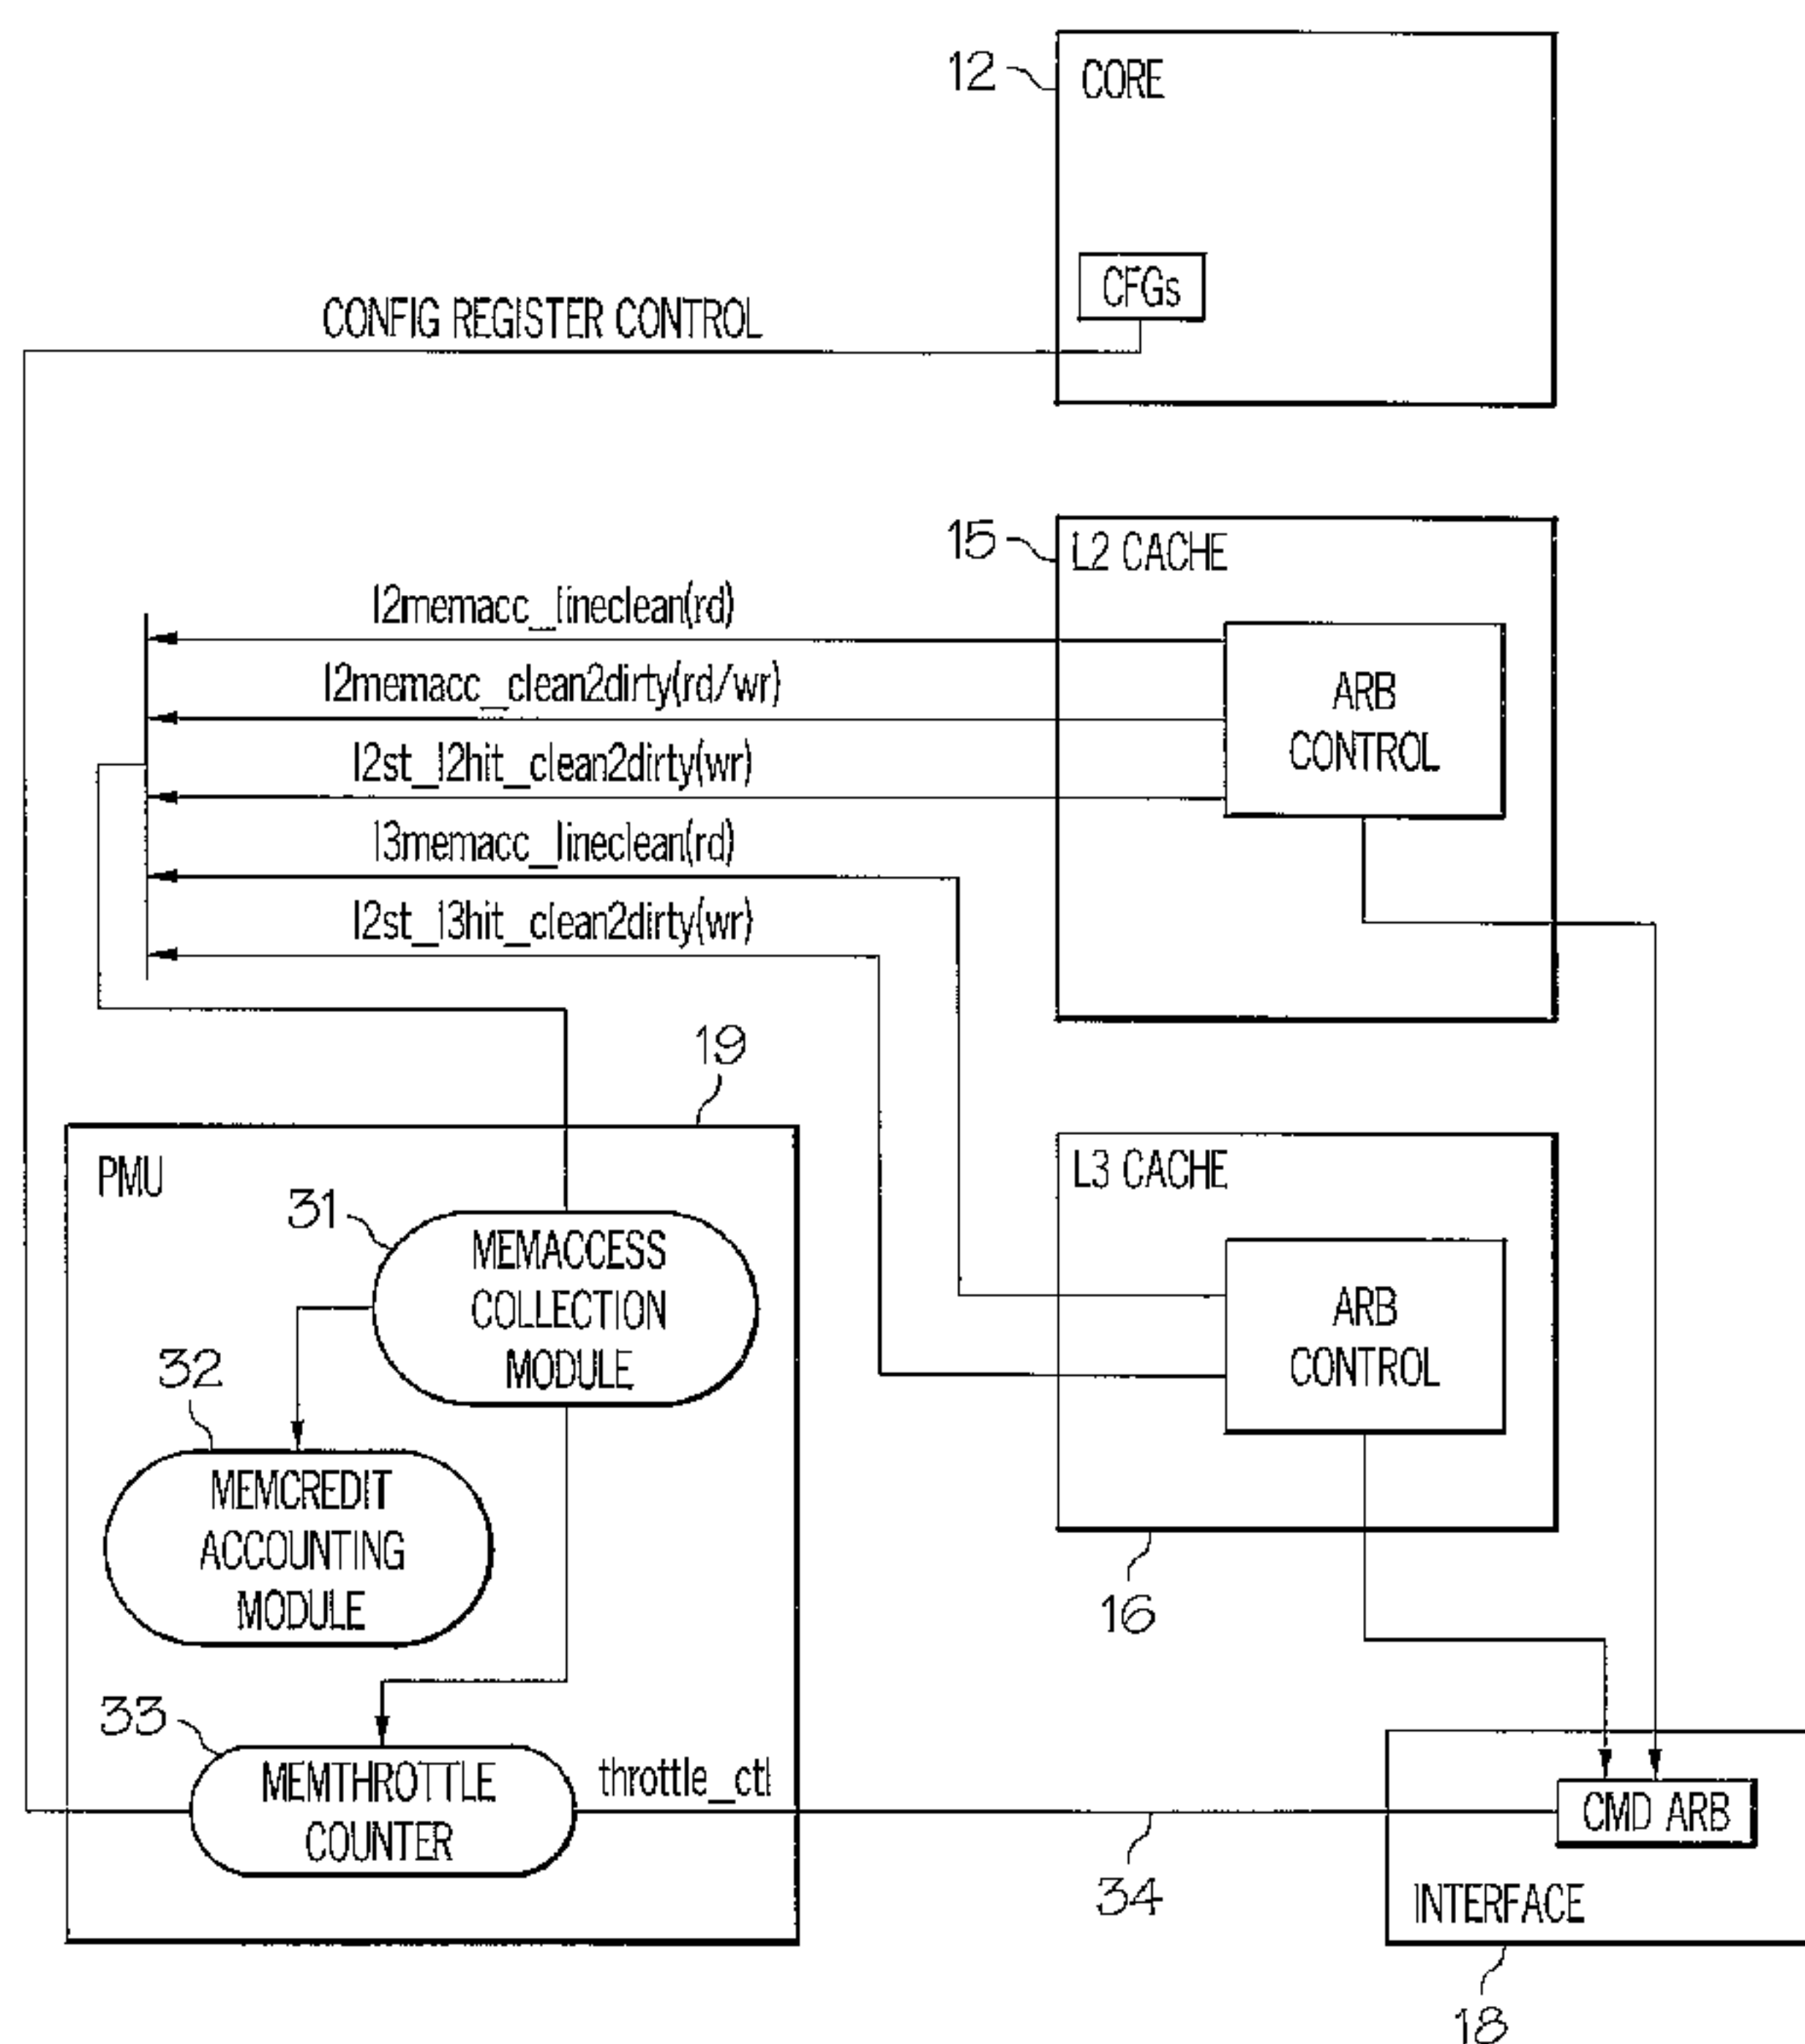 12
CORE
CFGs
CONFIG REGISTER CONTROL
15
L2 CACHE
ARB
CONTROL
l2memacc_lineclean(rd)
l2memacc_clean2dirty(rd/wr)
l2st_l2hit_clean2dirty(wr)
l3memacc_lineclean(rd)
l2st_l3hit_clean2dirty(wr)
19
PMU
31
MEMACCESS
COLLECTION
MODULE
32
MEMCREDIT
ACCOUNTING
MODULE
33
MEMTHROTTLE
COUNTER
throttle_ctl
L3 CACHE
ARB
CONTROL
16
34
CMD ARB
INTERFACE
18